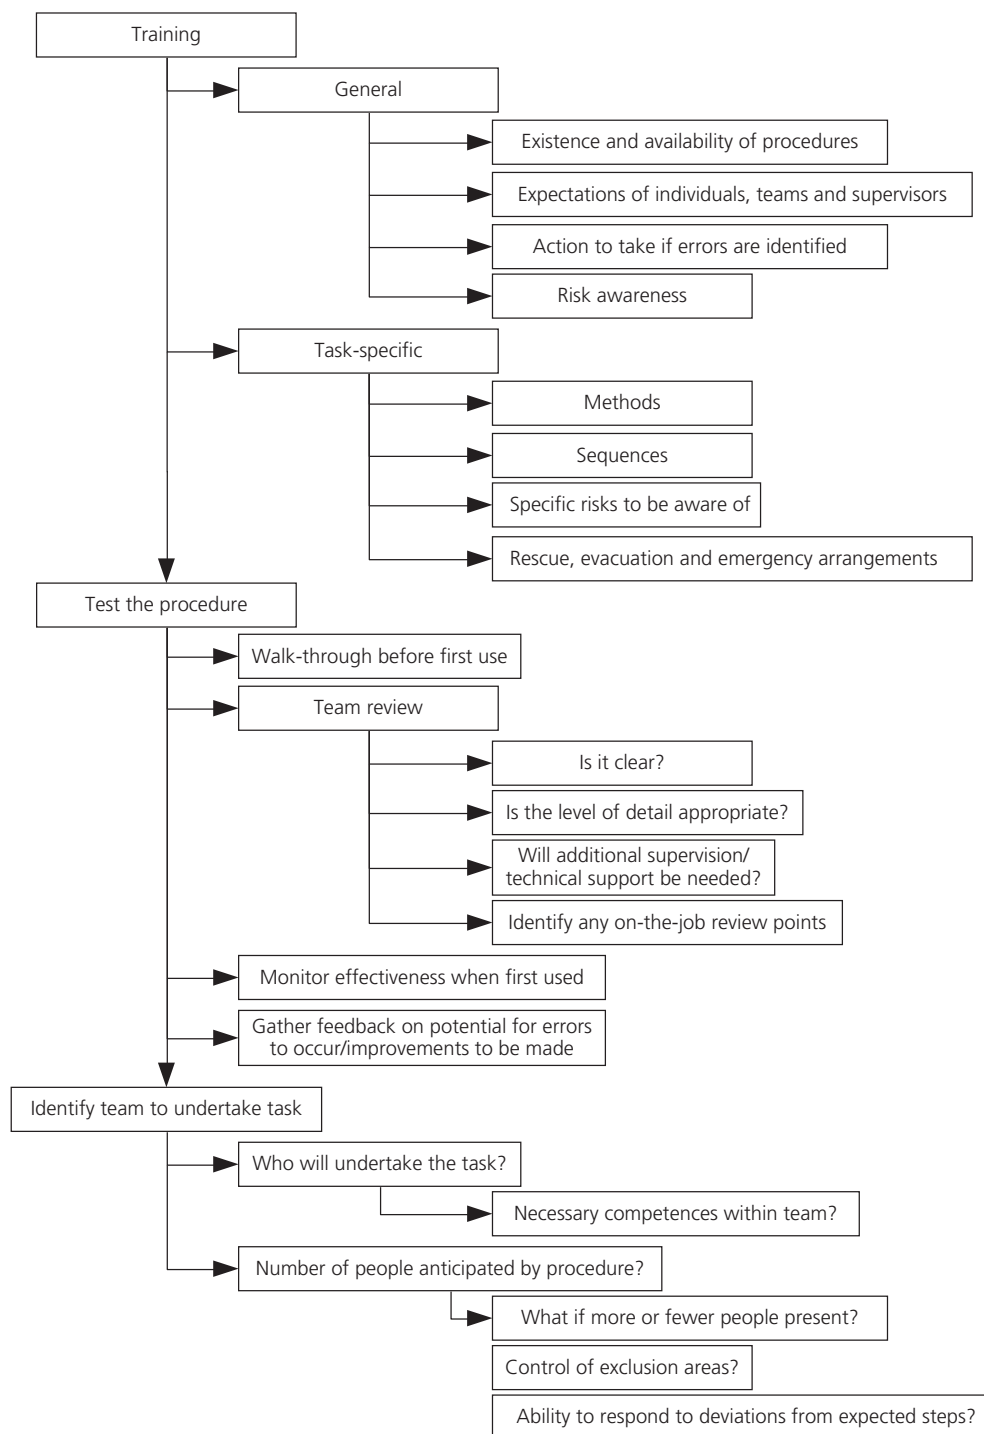 Training
General
Existence and availability of procedures
Expectations of individuals, teams and supervisors
Action to take if errors are identified
Risk awareness
Task-specific
Methods
Sequences
Specific risks to be aware of
Rescue, evacuation and emergency arrangements
Test the procedure
Walk-through before first use
Team review
Is it clear?
Is the level of detail appropriate?
Will additional supervision/
technical support be needed?
Identify any on-the-job review points
Monitor effectiveness when first used
Gather feedback on potential for errors
to occur/improvements to be made
Identify team to undertake task
Who will undertake the task?
Necessary competences within team?
Number of people anticipated by procedure?
What if more or fewer people present?
Control of exclusion areas?
Ability to respond to deviations from expected steps?